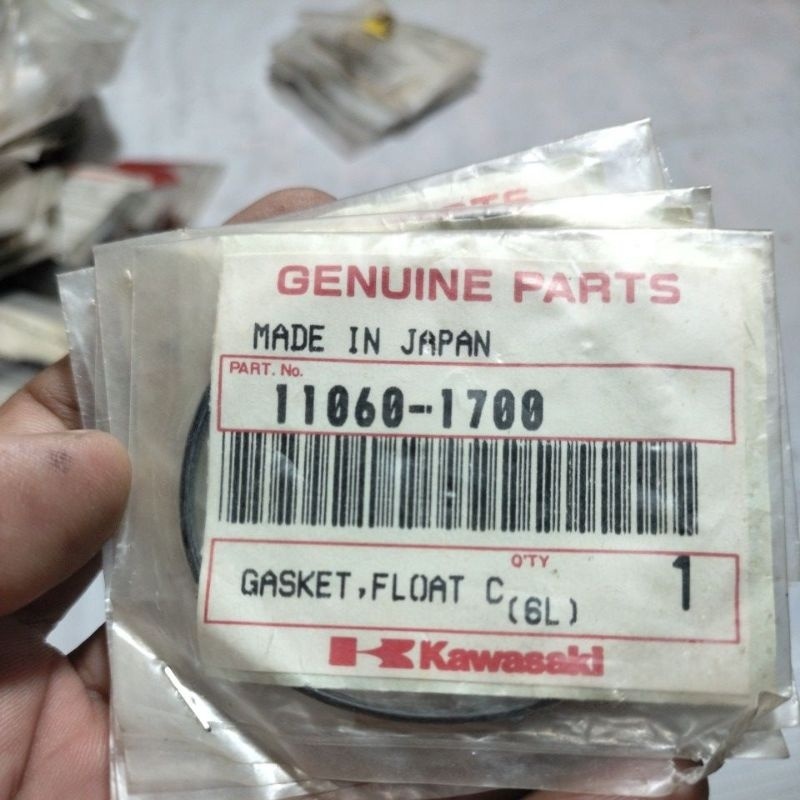 GENUINE PARTS
MADE IN JAPAN
PART. No.
11060-1700
Q'TY
GASKET,FLOAT C
1
(6L)
Kawasaki